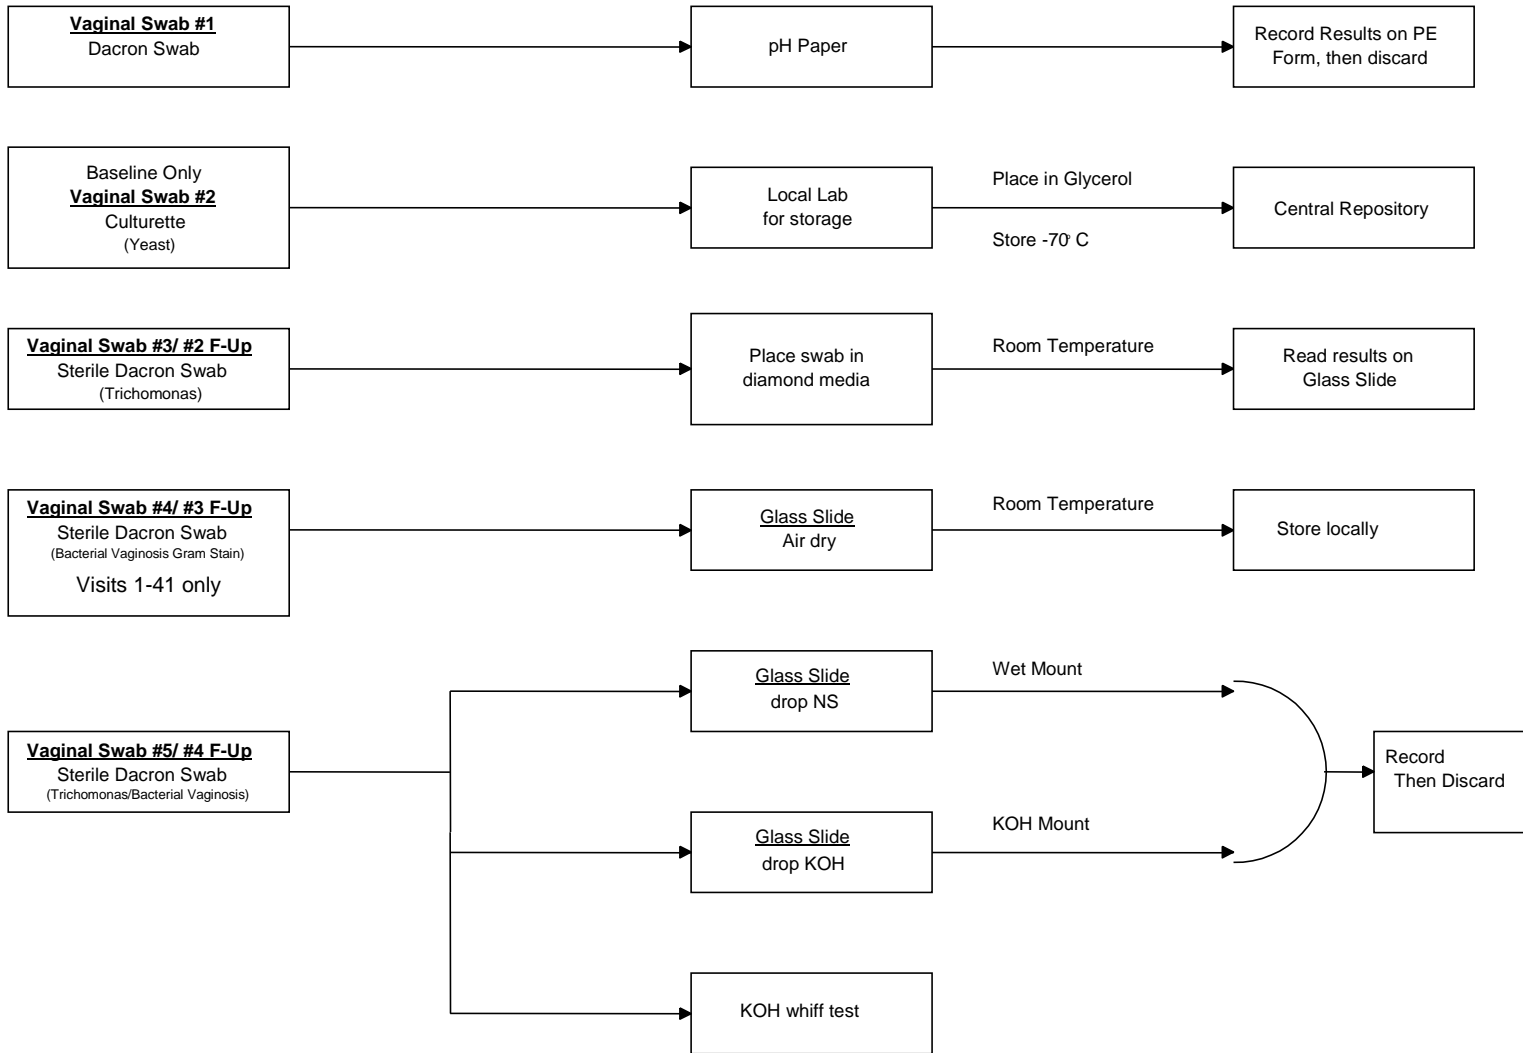 Vaginal Swab #1
Dacron Swab
pH Paper
Record Results on PE
Form, then discard
Baseline Only
Vaginal Swab #2
Culturette
(Yeast)
Local Lab
for storage
Place in Glycerol
Store -70° C
Central Repository
Vaginal Swab #3/ #2 F-Up
Sterile Dacron Swab
(Trichomonas)
Place swab in
diamond media
Room Temperature
Read results on
Glass Slide
Vaginal Swab #4/ #3 F-Up
Sterile Dacron Swab
(Bacterial Vaginosis Gram Stain)
Visits 1-41 only
Glass Slide
Air dry
Room Temperature
Store locally
Vaginal Swab #5/ #4 F-Up
Sterile Dacron Swab
(Trichomonas/Bacterial Vaginosis)
Glass Slide
drop NS
Wet Mount
Glass Slide
drop KOH
KOH Mount
Record
Then Discard
KOH whiff test